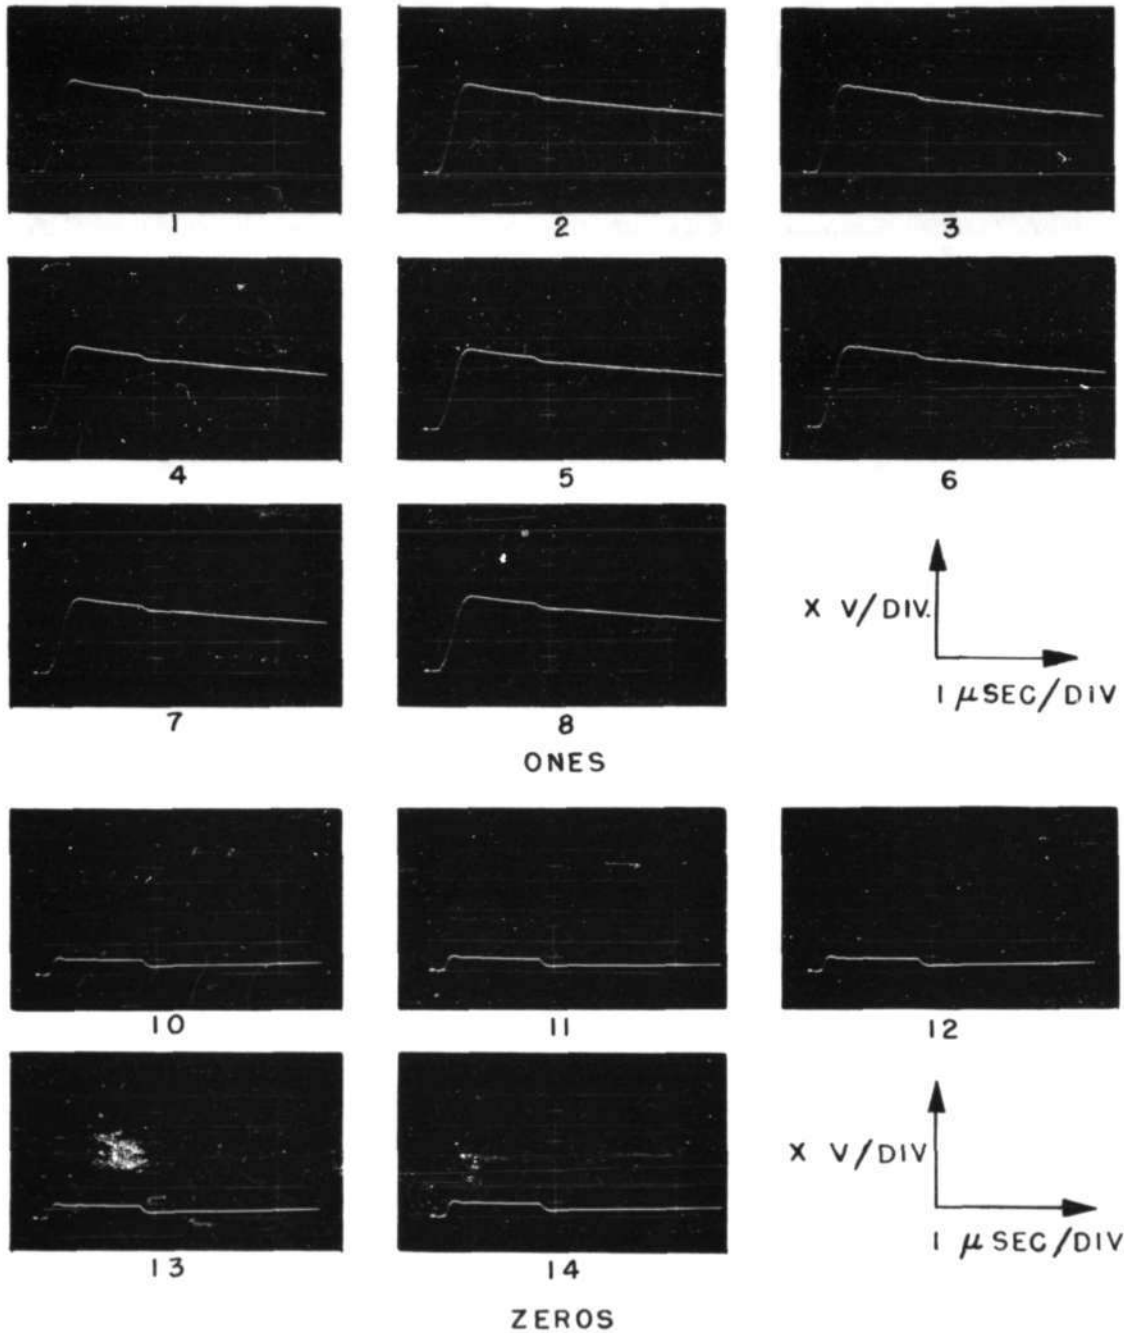 1 2 3
4 5 6
7 8
X V/DIV.
1 μSEC/DIV
ONES
10 11 12
13 14
X V/DIV
1 μSEC/DIV
ZEROS